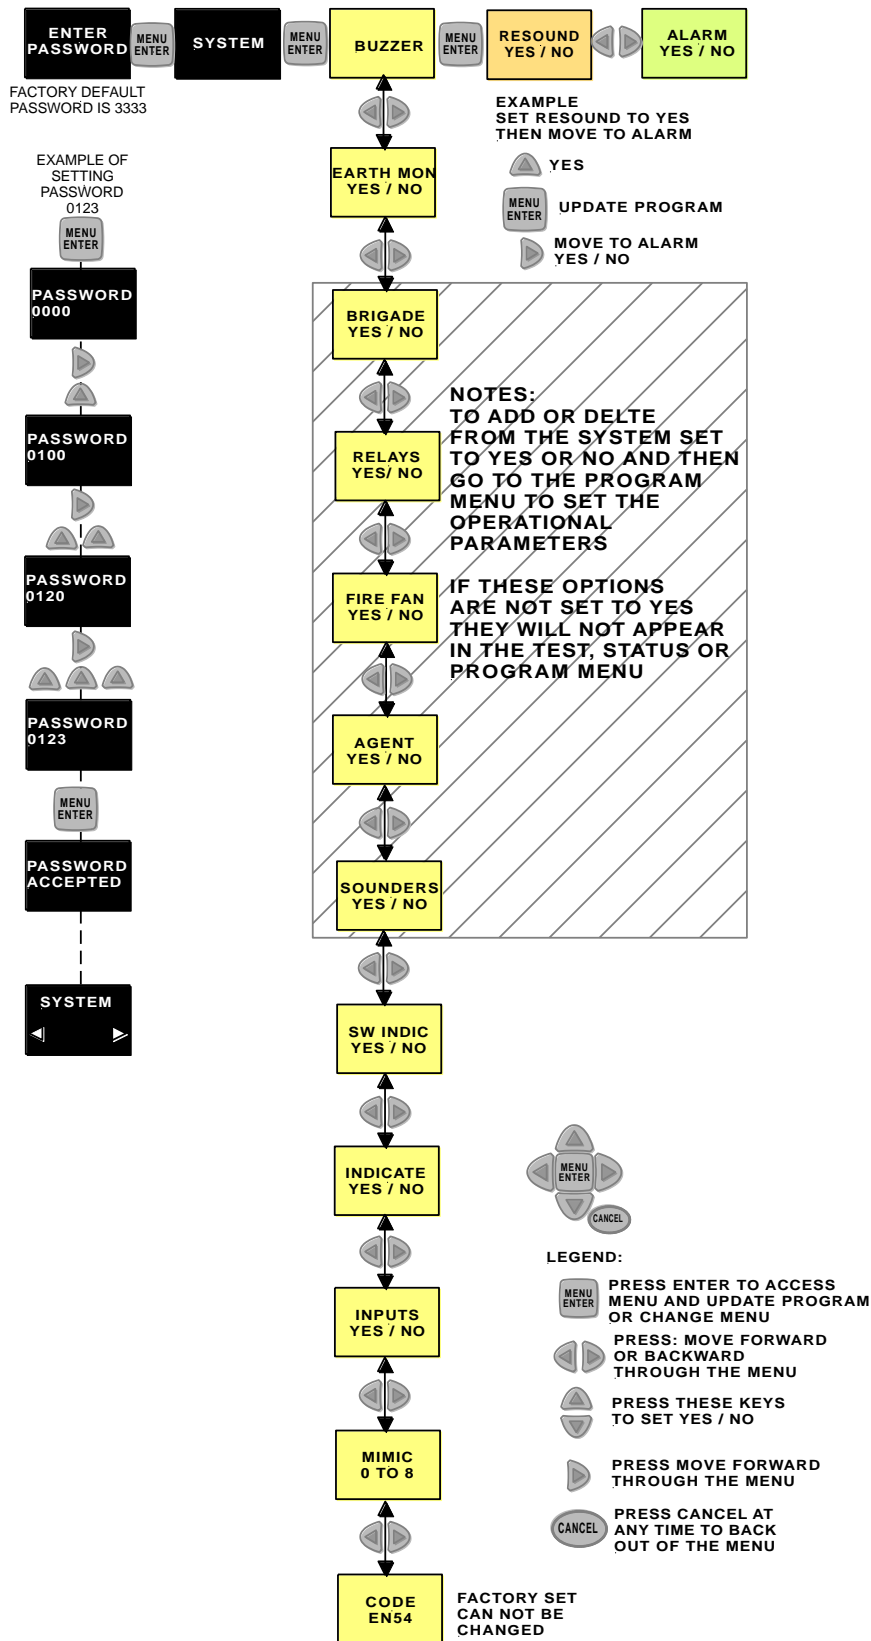 ENTER
PASSWORD
MENU
ENTER
SYSTEM
MENU
ENTER
BUZZER
MENU
ENTER
RESOUND
YES / NO
ALARM
YES / NO
FACTORY DEFAULT
PASSWORD IS 3333
EXAMPLE
SET RESOUND TO YES
THEN MOVE TO ALARM
YES
MENU
ENTER
UPDATE PROGRAM
MOVE TO ALARM
YES / NO
EXAMPLE OF
SETTING
PASSWORD
0123
MENU
ENTER
PASSWORD
0000
PASSWORD
0100
PASSWORD
0120
PASSWORD
0123
MENU
ENTER
PASSWORD
ACCEPTED
SYSTEM
EARTH MON
YES / NO
BRIGADE
YES / NO
RELAYS
YES/ NO
FIRE FAN
YES / NO
AGENT
YES / NO
SOUNDERS
YES / NO
NOTES:
TO ADD OR DELTE
FROM THE SYSTEM SET
TO YES OR NO AND THEN
GO TO THE PROGRAM
MENU TO SET THE
OPERATIONAL
PARAMETERS
IF THESE OPTIONS
ARE NOT SET TO YES
THEY WILL NOT APPEAR
IN THE TEST, STATUS OR
PROGRAM MENU
SW INDIC
YES / NO
INDICATE
YES / NO
INPUTS
YES / NO
MIMIC
0 TO 8
CODE
EN54
FACTORY SET
CAN NOT BE
CHANGED
MENU
ENTER
CANCEL
LEGEND:
MENU
ENTER
PRESS ENTER TO ACCESS
MENU AND UPDATE PROGRAM
OR CHANGE MENU
PRESS: MOVE FORWARD
OR BACKWARD
THROUGH THE MENU
PRESS THESE KEYS
TO SET YES / NO
PRESS MOVE FORWARD
THROUGH THE MENU
CANCEL
PRESS CANCEL AT
ANY TIME TO BACK
OUT OF THE MENU